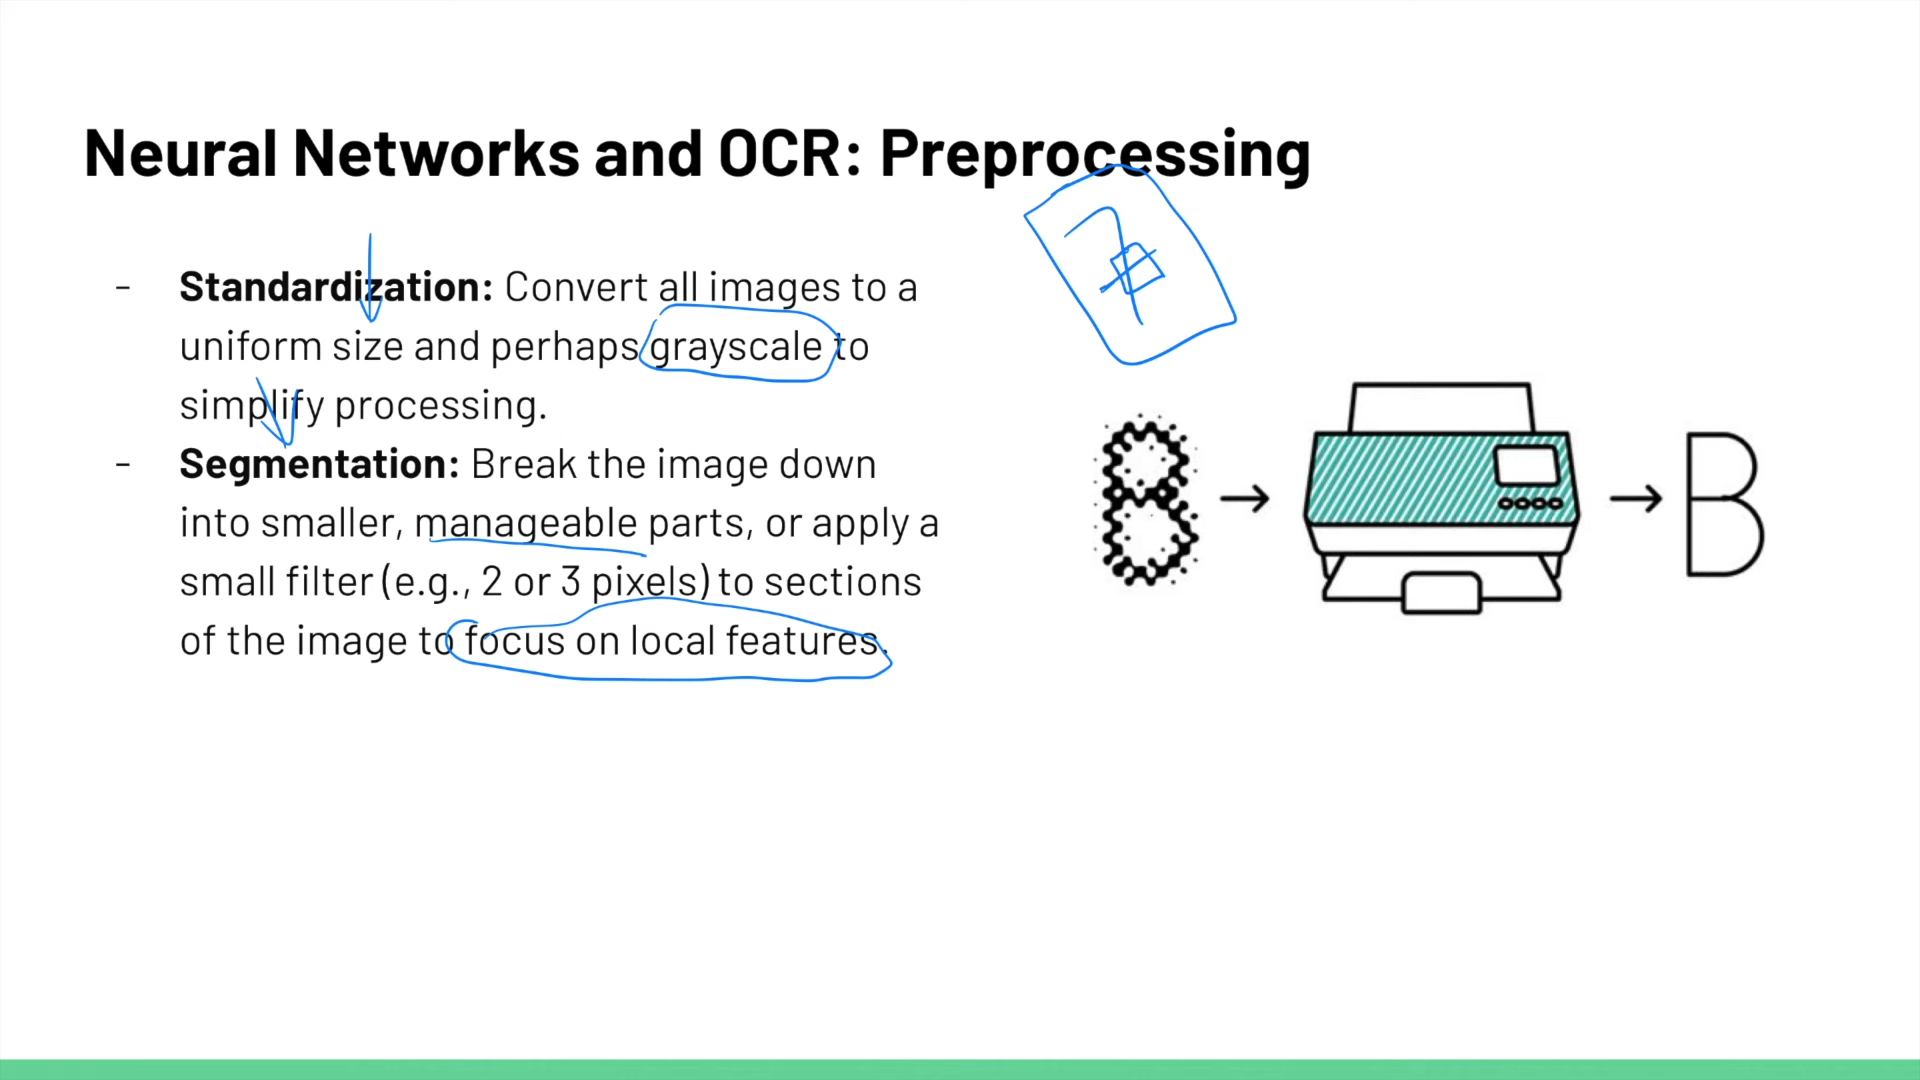 Neural Networks and OCR: Preprocessing
7
- Standardization: Convert all images to a
uniform size and perhaps grayscale to
simplify processing.
- Segmentation: Break the image down
into smaller, manageable parts, or apply a
small filter (e.g., 2 or 3 pixels) to sections
of the image to focus on local features.
B → → B